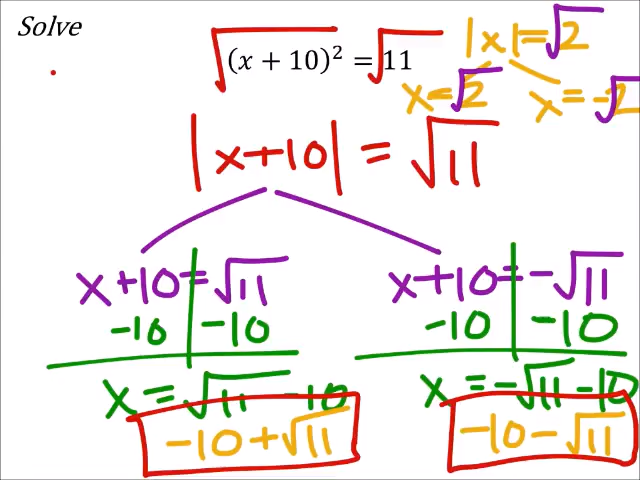 Solve
√(x + 10)² = √11
|x| = √2
x = √2 x = -√2
|x+10| = √11
x+10 = √11 x+10 = -√11
-10 -10 -10 -10
x = √11 - 10 x = -√11 - 10
-10 + √11 -10 - √11